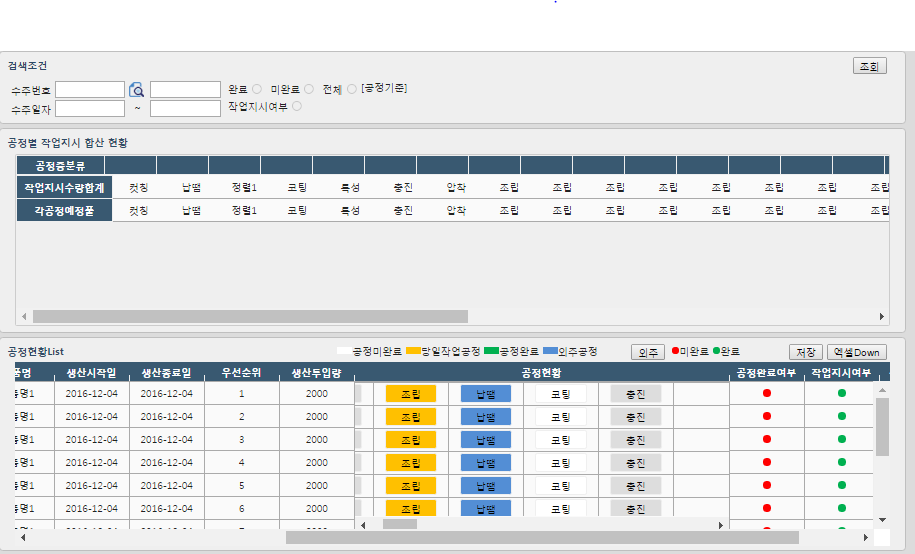 검색조건 조회
수주번호 완료 미완료 전체 [공정기준]
수주일자 ~ 작업지시여부
공정별 작업지시 합산 현황
공정중분류
작업지시수량합계 컷칭 납땜 정렬1 코팅 특성 충진 압착 조립 조립 조립 조립 조립 조립 조립 조립
각공정예정품 컷칭 납땜 정렬1 코팅 특성 충진 압착 조립 조립 조립 조립 조립 조립 조립 조립
공정현황List 공정미완료 당일작업공정 공정완료 외주공정 외주 미완료 완료 저장 엑셀Down
품명 생산시작일 생산종료일 우선순위 생산투입량 공정현황 공정완료여부 작업지시여부
품명1 2016-12-04 2016-12-04 1 2000 조립 납땜 코팅 충진
품명1 2016-12-04 2016-12-04 2 2000 조립 납땜 코팅 충진
품명1 2016-12-04 2016-12-04 3 2000 조립 납땜 코팅 충진
품명1 2016-12-04 2016-12-04 4 2000 조립 납땜 코팅 충진
품명1 2016-12-04 2016-12-04 5 2000 조립 납땜 코팅 충진
품명1 2016-12-04 2016-12-04 6 2000 조립 납땜 코팅 충진